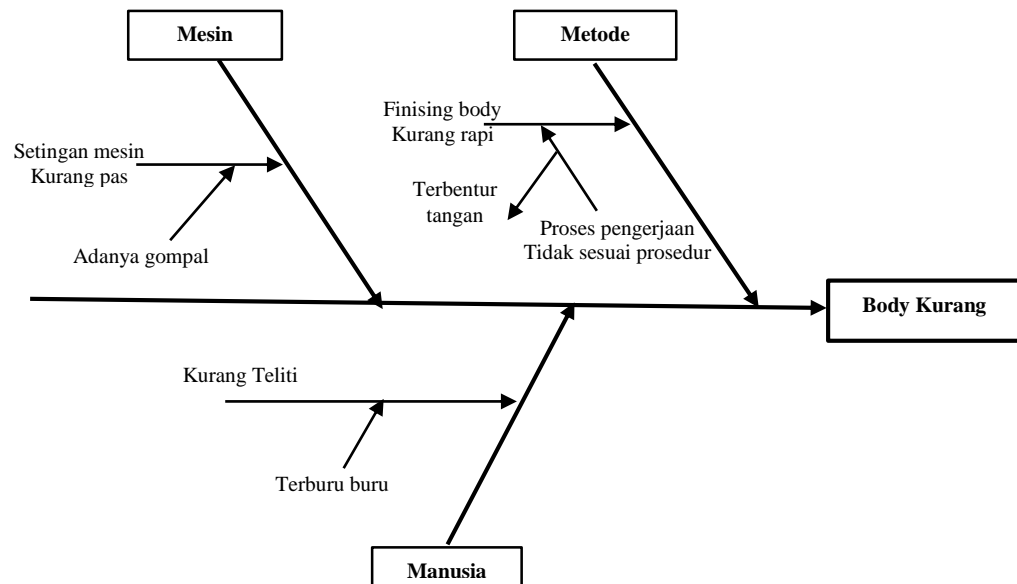 Mesin
Metode
Finising body
Kurang rapi
Setingan mesin
Kurang pas
Terbentur
tangan
Proses pengerjaan
Tidak sesuai prosedur
Adanya gompal
Body Kurang
Kurang Teliti
Terburu buru
Manusia